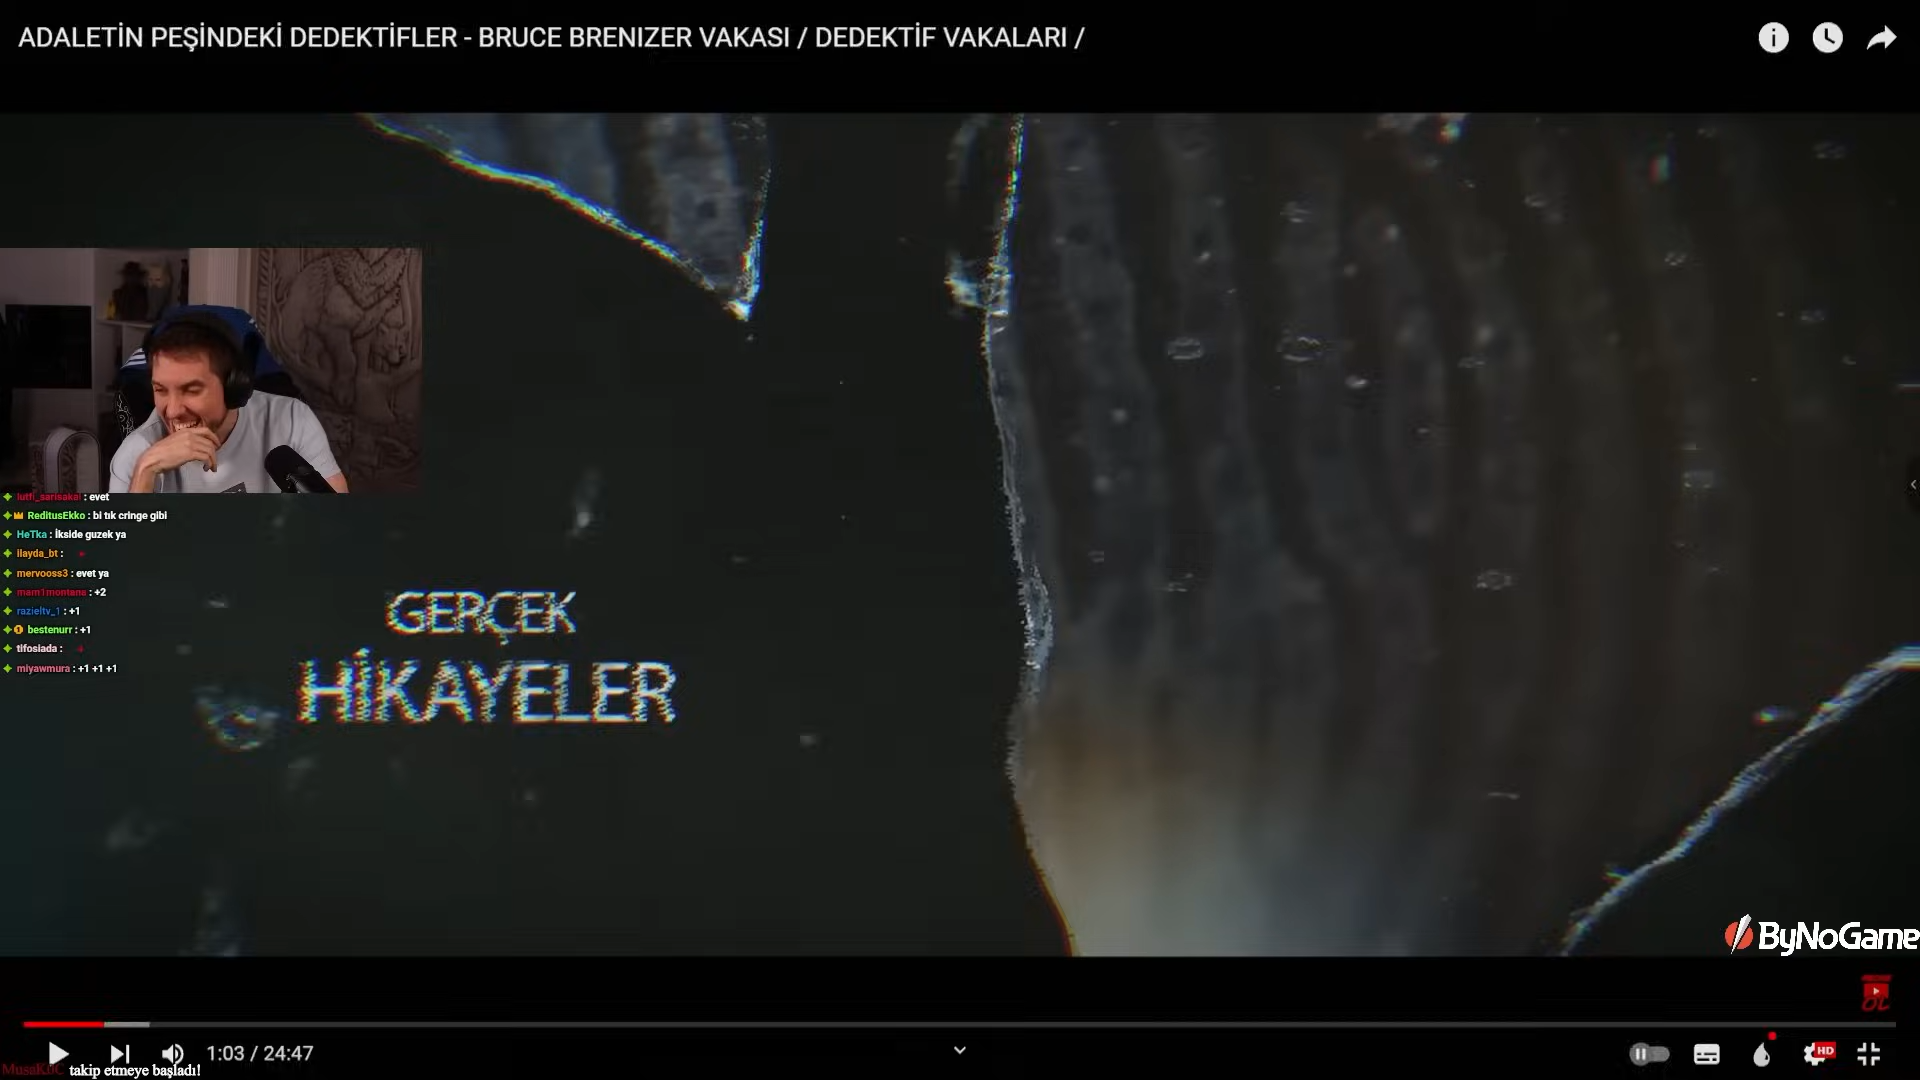 ADALETİN PEŞİNDEKİ DEDEKTİFLER - BRUCE BRENIZER VAKASI / DEDEKTİF VAKALARI /
lutfi_sarisakal : evet
ReditusEkko : bi tık cringe gibi
HeTka : İkside guzek ya
ilayda_bt :
mervooss3 : evet ya
mam1montana : +2
razieltv_1 : +1
bestenurr : +1
tifosiada :
miyawmura : +1 +1 +1
GERÇEK
HİKAYELER
ByNoGame
OL
1:03 / 24:47
HD
takip etmeye başladı!